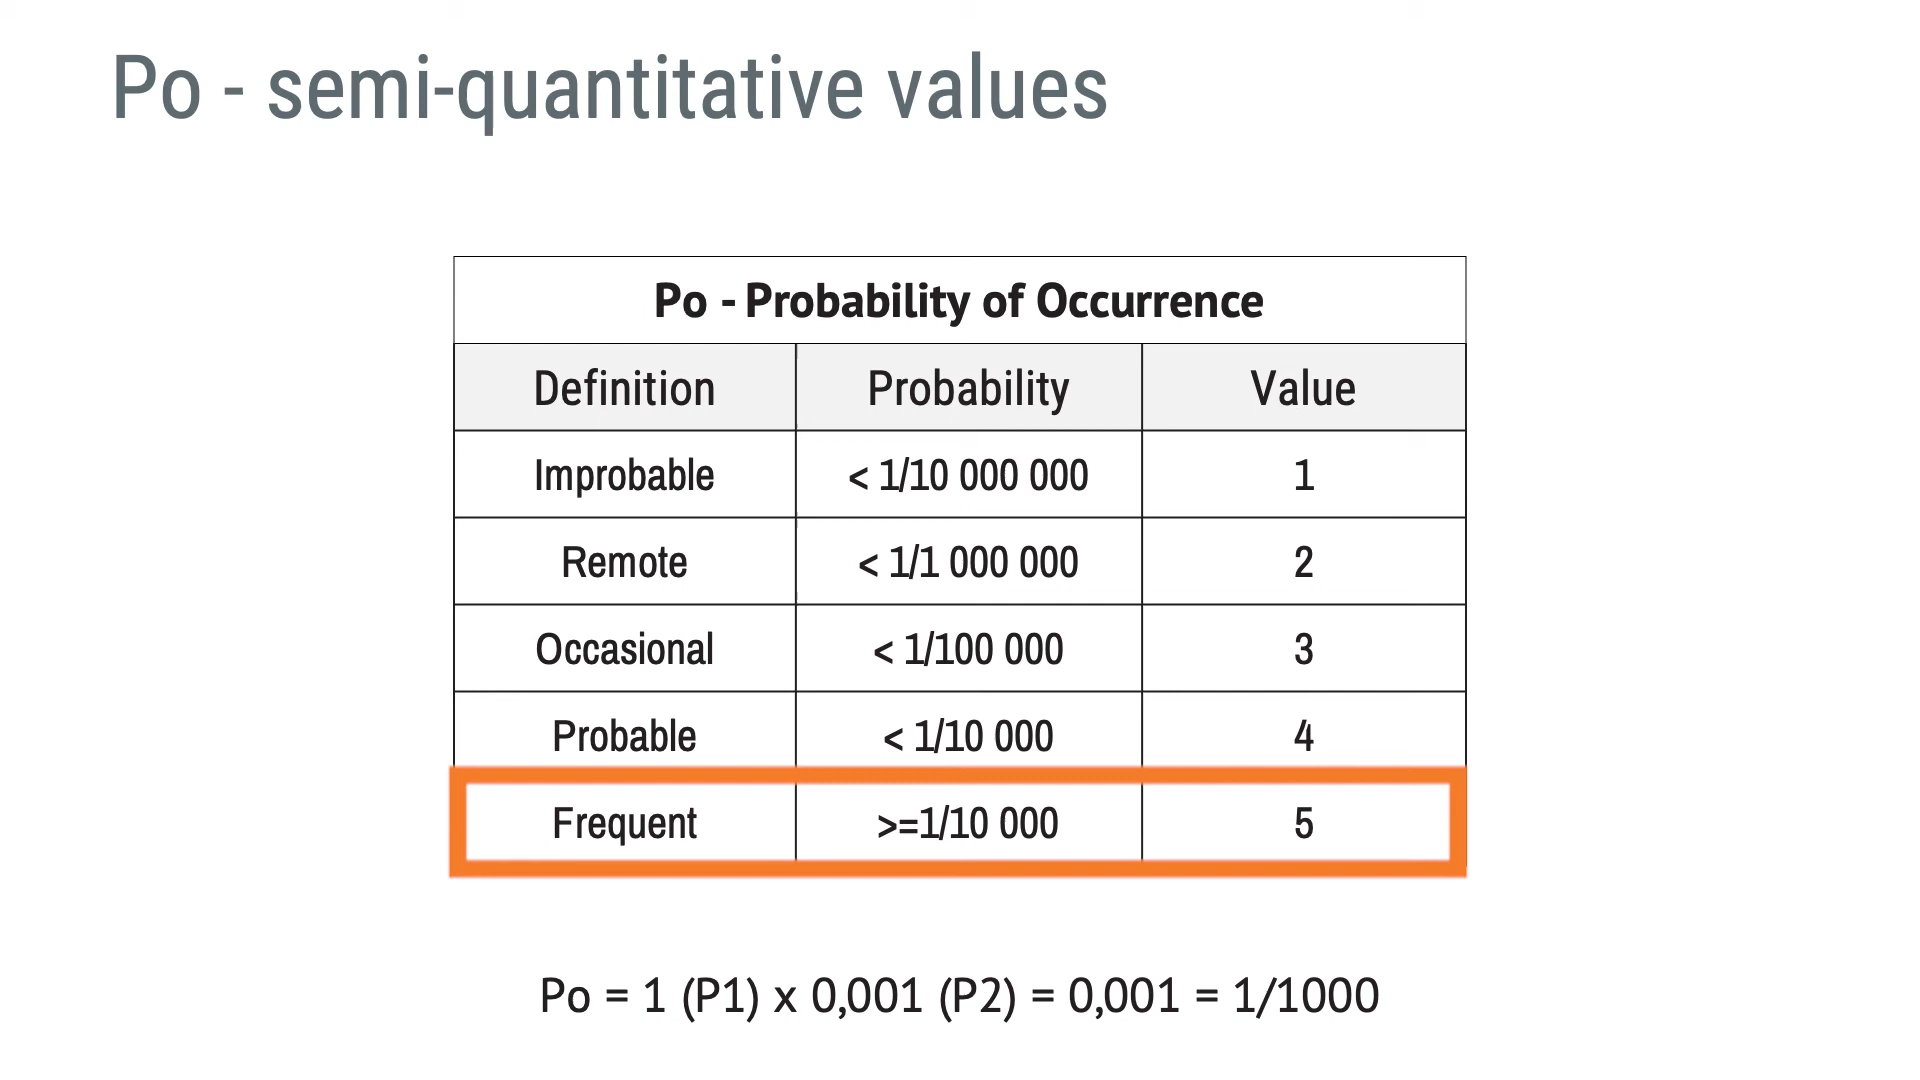 Po - semi-quantitative values
Po - Probability of Occurrence
Definition Probability Value
Improbable < 1/10 000 000 1
Remote < 1/1 000 000 2
Occasional < 1/100 000 3
Probable < 1/10 000 4
Frequent >=1/10 000 5
Po = 1 (P1) x 0,001 (P2) = 0,001 = 1/1000